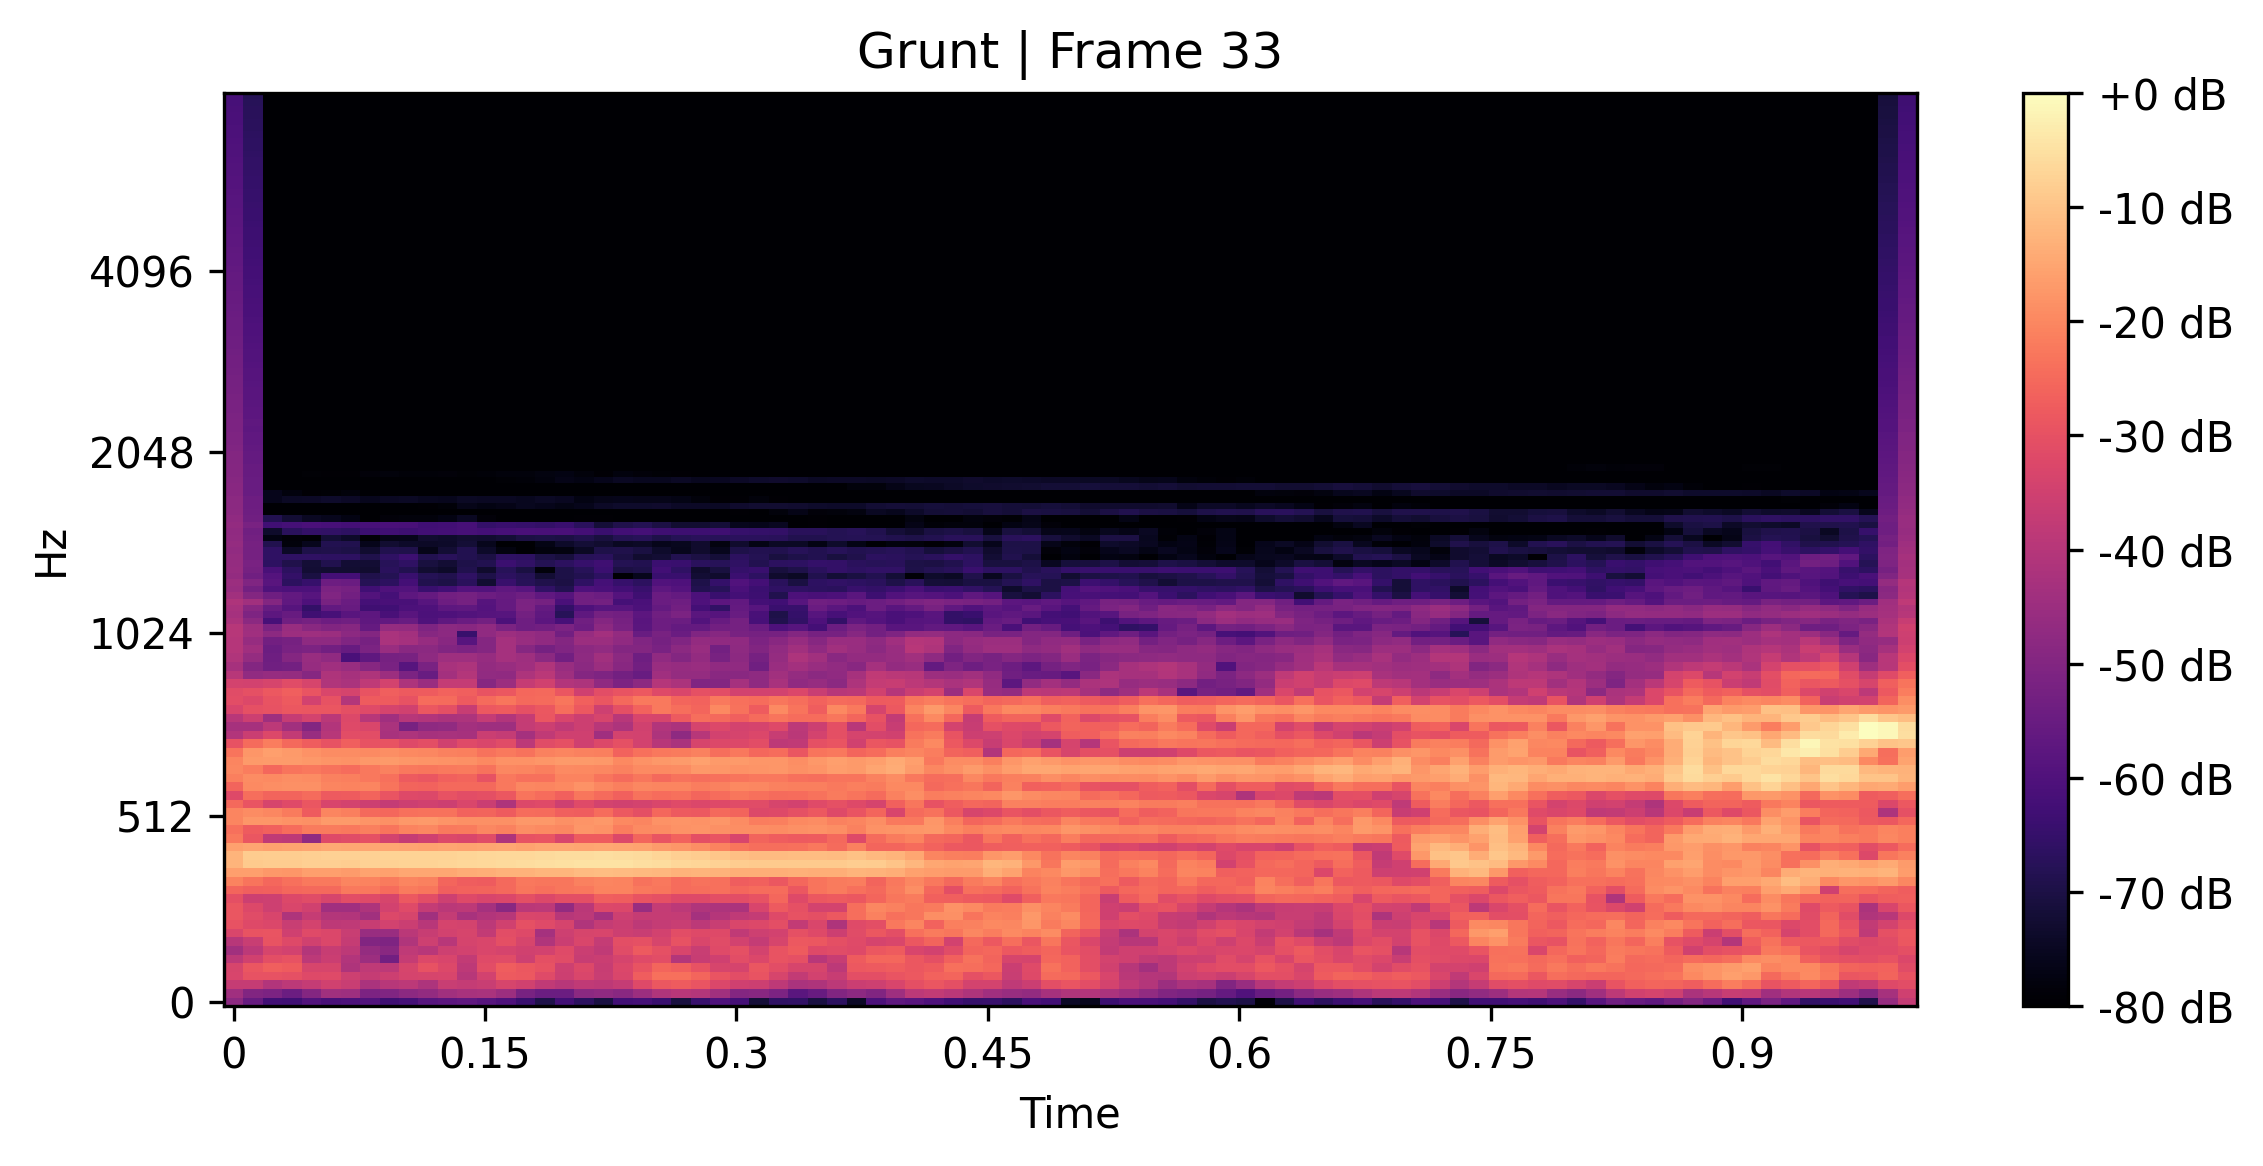 Grunt | Frame 33
+0 dB
-10 dB
-20 dB
-30 dB
-40 dB
-50 dB
-60 dB
-70 dB
-80 dB
Hz
4096
2048
1024
512
0
0 0.15 0.3 0.45 0.6 0.75 0.9
Time